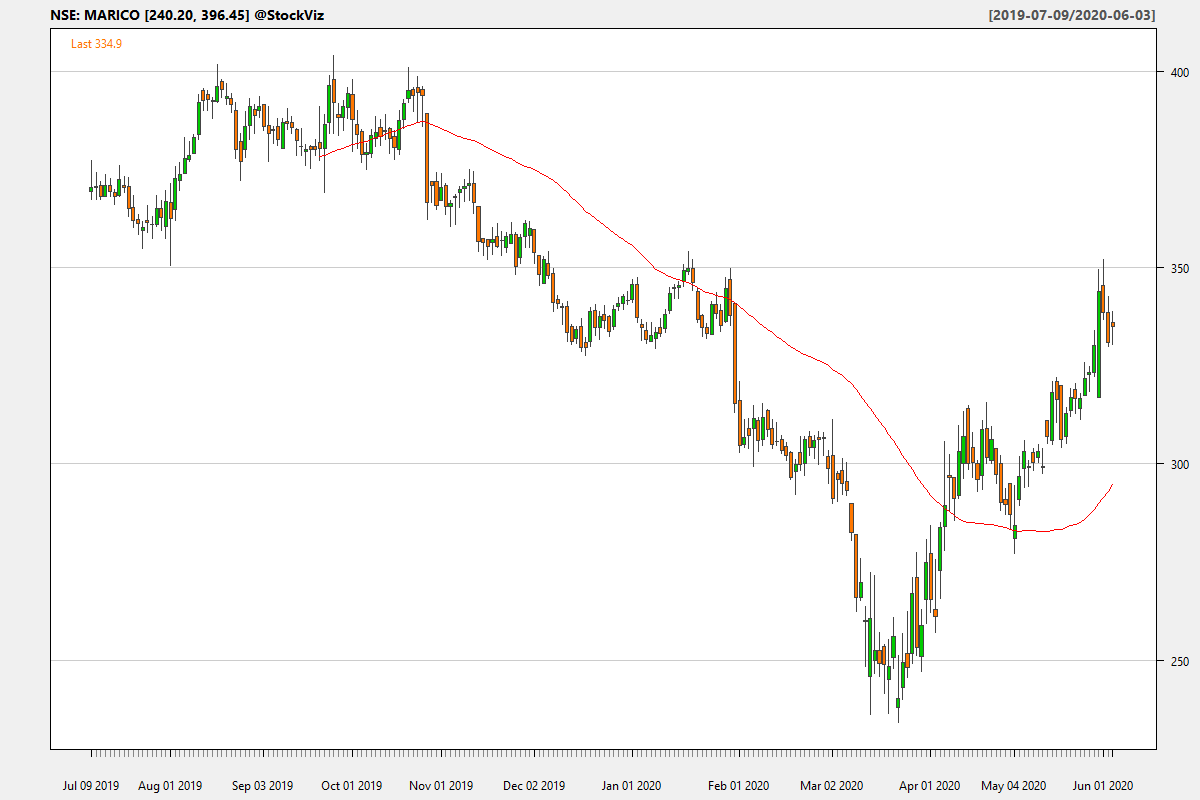 NSE: MARICO [240.20, 396.45] @StockViz
[2019-07-09/2020-06-03]
Last 334.9
400
350
300
250
Jul 09 2019 Aug 01 2019 Sep 03 2019 Oct 01 2019 Nov 01 2019 Dec 02 2019 Jan 01 2020 Feb 01 2020 Mar 02 2020 Apr 01 2020 May 04 2020 Jun 01 2020